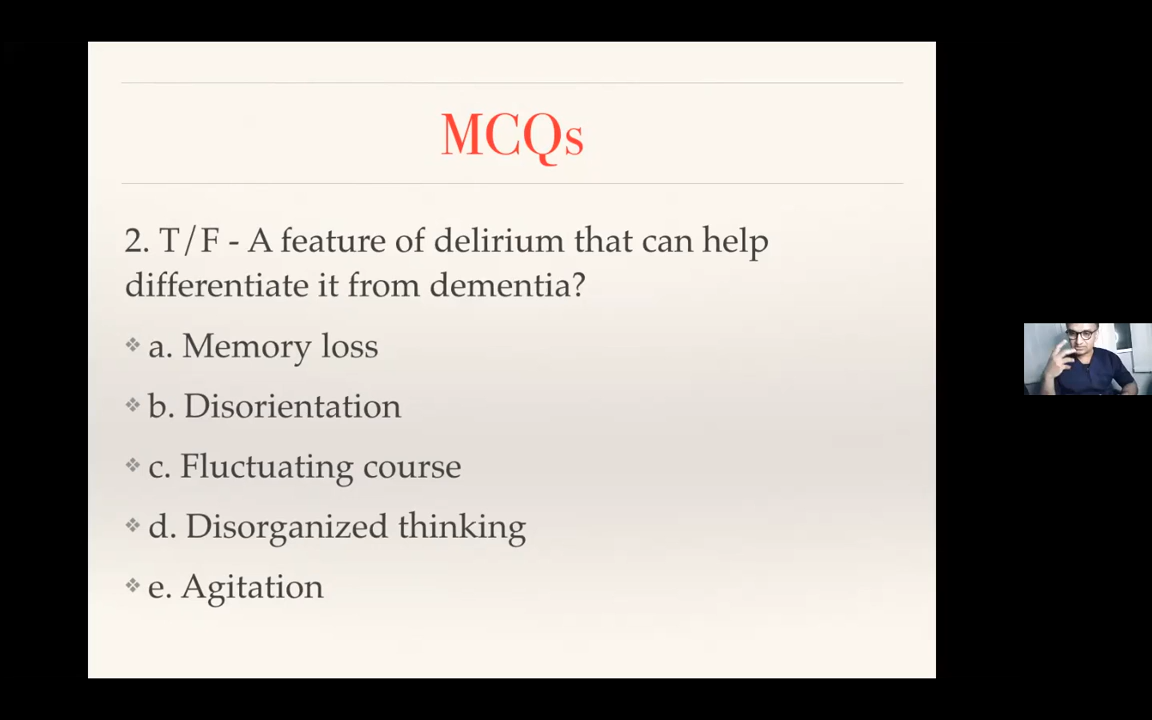 MCQs
2. T/F - A feature of delirium that can help
differentiate it from dementia?
a. Memory loss
b. Disorientation
c. Fluctuating course
d. Disorganized thinking
e. Agitation